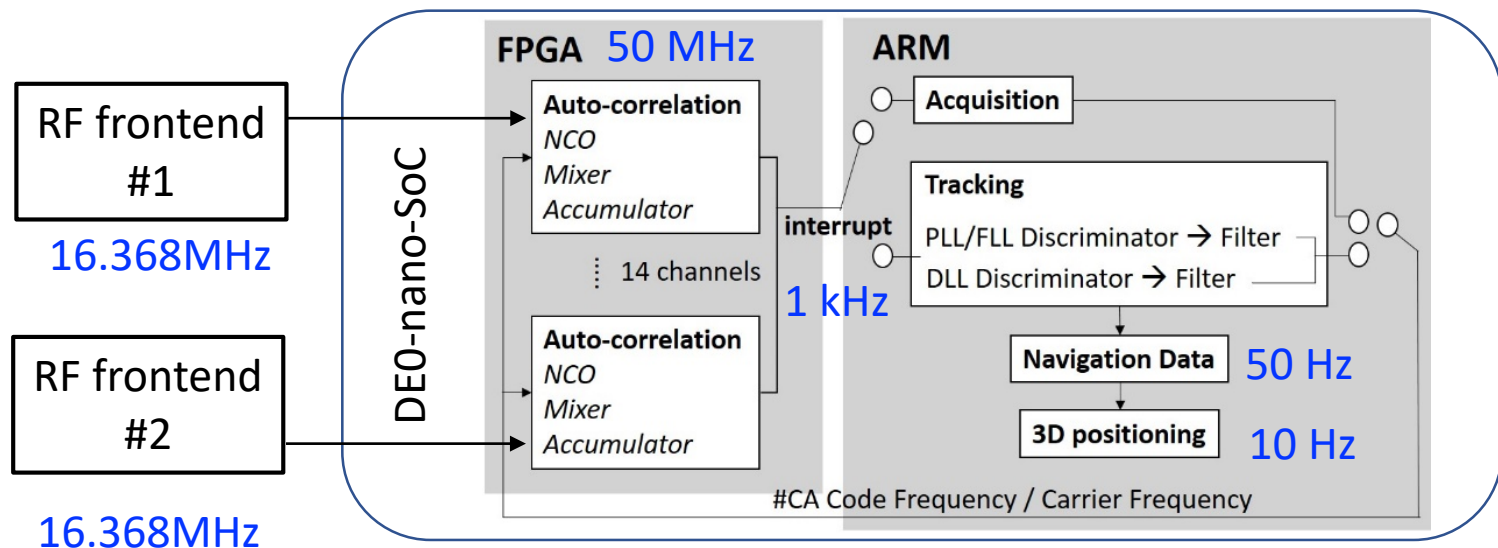 RF frontend
#1
16.368MHz
RF frontend
#2
16.368MHz
DE0-nano-SoC
FPGA 50 MHz
Auto-correlation
NCO
Mixer
Accumulator
14 channels
Auto-correlation
NCO
Mixer
Accumulator
interrupt
1 kHz
ARM
Acquisition
Tracking
PLL/FLL Discriminator → Filter
DLL Discriminator → Filter
Navigation Data
50 Hz
3D positioning
10 Hz
#CA Code Frequency / Carrier Frequency